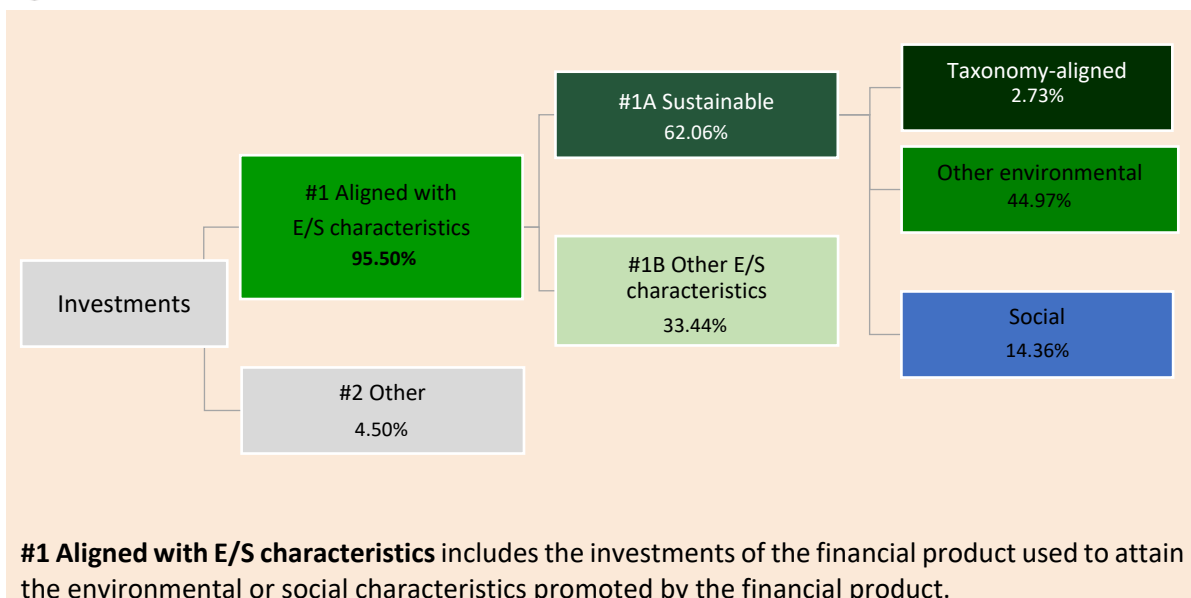 Investments
#1 Aligned with
E/S characteristics
95.50%
#2 Other
4.50%
#1A Sustainable
62.06%
#1B Other E/S
characteristics
33.44%
Taxonomy-aligned
2.73%
Other environmental
44.97%
Social
14.36%
#1 Aligned with E/S characteristics includes the investments of the financial product used to attain
the environmental or social characteristics promoted by the financial product.